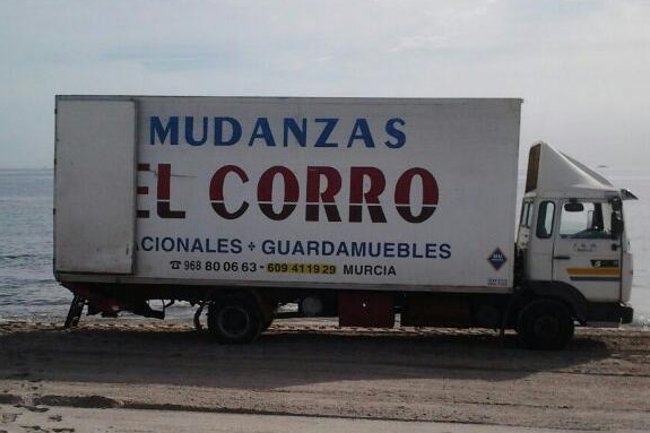 MUDANZAS
EL CORRO
ACIONALES + GUARDAMUEBLES
☎ 968 80 06 63 - 609 41 19 29 MURCIA